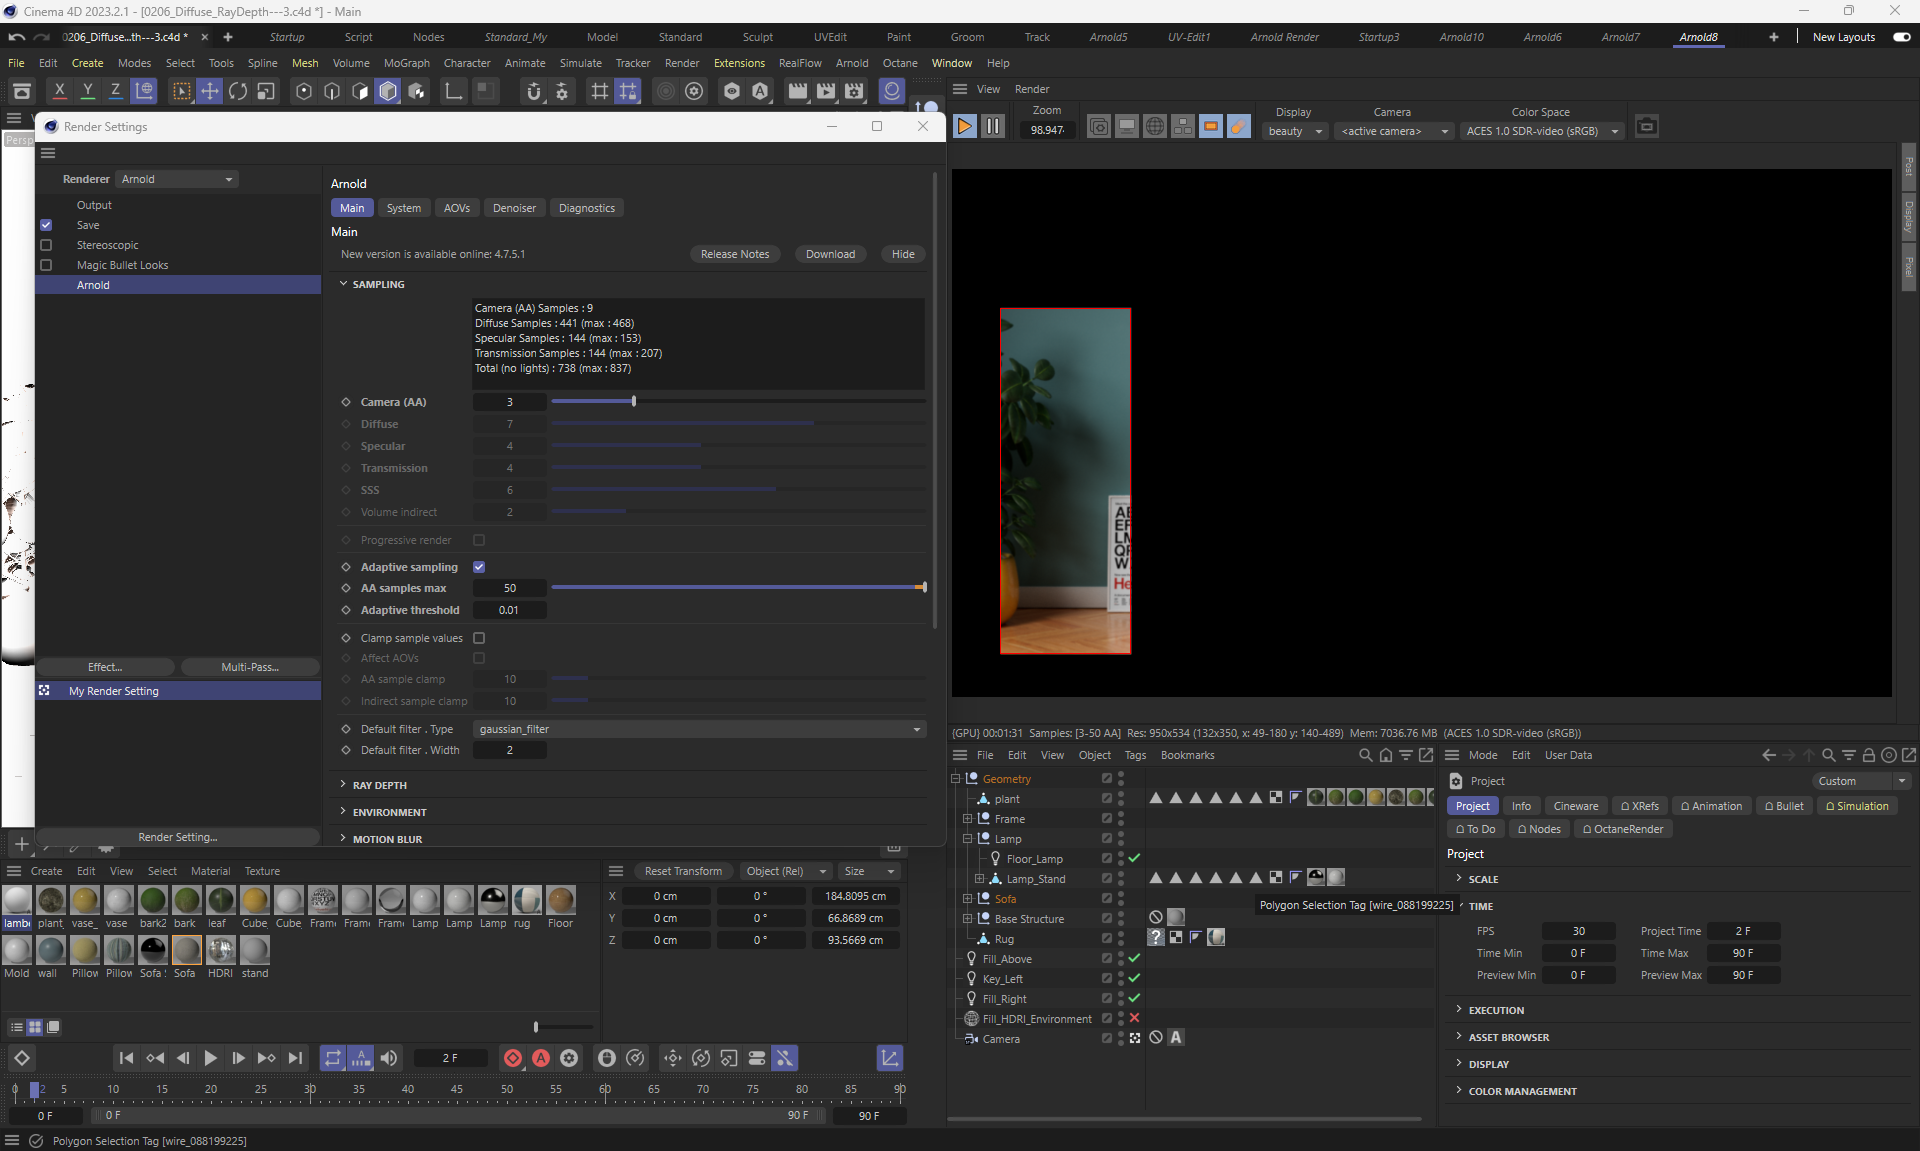 Cinema 4D 2023.2.1 - [0206_Diffuse_RayDepth---3.c4d *] - Main
0206_Diffuse...th---3.c4d * Startup Script Nodes Standard_My Model Standard Sculpt UVEdit Paint Groom Track Arnold5 UV-Edit1 Arnold Render Startup3 Arnold10 Arnold6 Arnold7 Arnold8 New Layouts
File Edit Create Modes Select Tools Spline Mesh Volume MoGraph Character Animate Simulate Tracker Render Extensions RealFlow Arnold Octane Window Help
X Y Z
View Render
Zoom Display Camera Color Space
98.947 beauty <active camera> ACES 1.0 SDR-video (sRGB)
Post
Display
Pixel
Persp
Render Settings
Renderer Arnold
Output
Save
Stereoscopic
Magic Bullet Looks
Arnold
Effect... Multi-Pass...
My Render Setting
Render Setting...
Arnold
Main System AOVs Denoiser Diagnostics
Main
New version is available online: 4.7.5.1 Release Notes Download Hide
SAMPLING
Camera (AA) Samples : 9
Diffuse Samples : 441 (max : 468)
Specular Samples : 144 (max : 153)
Transmission Samples : 144 (max : 207)
Total (no lights) : 738 (max : 837)
Camera (AA) 3
Diffuse 7
Specular 4
Transmission 4
SSS 6
Volume indirect 2
Progressive render
Adaptive sampling
AA samples max 50
Adaptive threshold 0.01
Clamp sample values
Affect AOVs
AA sample clamp 10
Indirect sample clamp 10
Default filter . Type gaussian_filter
Default filter . Width 2
RAY DEPTH
ENVIRONMENT
MOTION BLUR
[GPU] 00:01:31 Samples: [3-50 AA] Res: 950x534 (132x350, x: 49-180 y: 140-489) Mem: 7036.76 MB (ACES 1.0 SDR-video (sRGB))
File Edit View Object Tags Bookmarks
Geometry
plant
Frame
Lamp
Floor_Lamp
Lamp_Stand
Sofa
Base Structure
Rug
Fill_Above
Key_Left
Fill_Right
Fill_HDRI_Environment
Camera
Polygon Selection Tag [wire_088199225]
Mode Edit User Data
Project Custom
Project Info Cineware XRefs Animation Bullet Simulation
To Do Nodes OctaneRender
Project
SCALE
TIME
FPS 30 Project Time 2 F
Time Min 0 F Time Max 90 F
Preview Min 0 F Preview Max 90 F
EXECUTION
ASSET BROWSER
DISPLAY
COLOR MANAGEMENT
Create Edit View Select Material Texture
lambe plant vase_ vase bark2 bark leaf Cube Cube Frame Frame Frame Lamp Lamp Lamp rug Floor
Mold wall Pillow Pillow Sofa Sofa HDRI stand
Reset Transform Object (Rel) Size
X 0 cm 0 ° 184.8095 cm
Y 0 cm 0 ° 66.8689 cm
Z 0 cm 0 ° 93.5669 cm
2 F
0 2 5 10 15 20 25 30 35 40 45 50 55 60 65 70 75 80 85 90
0 F 0 F 90 F 90 F
Polygon Selection Tag [wire_088199225]